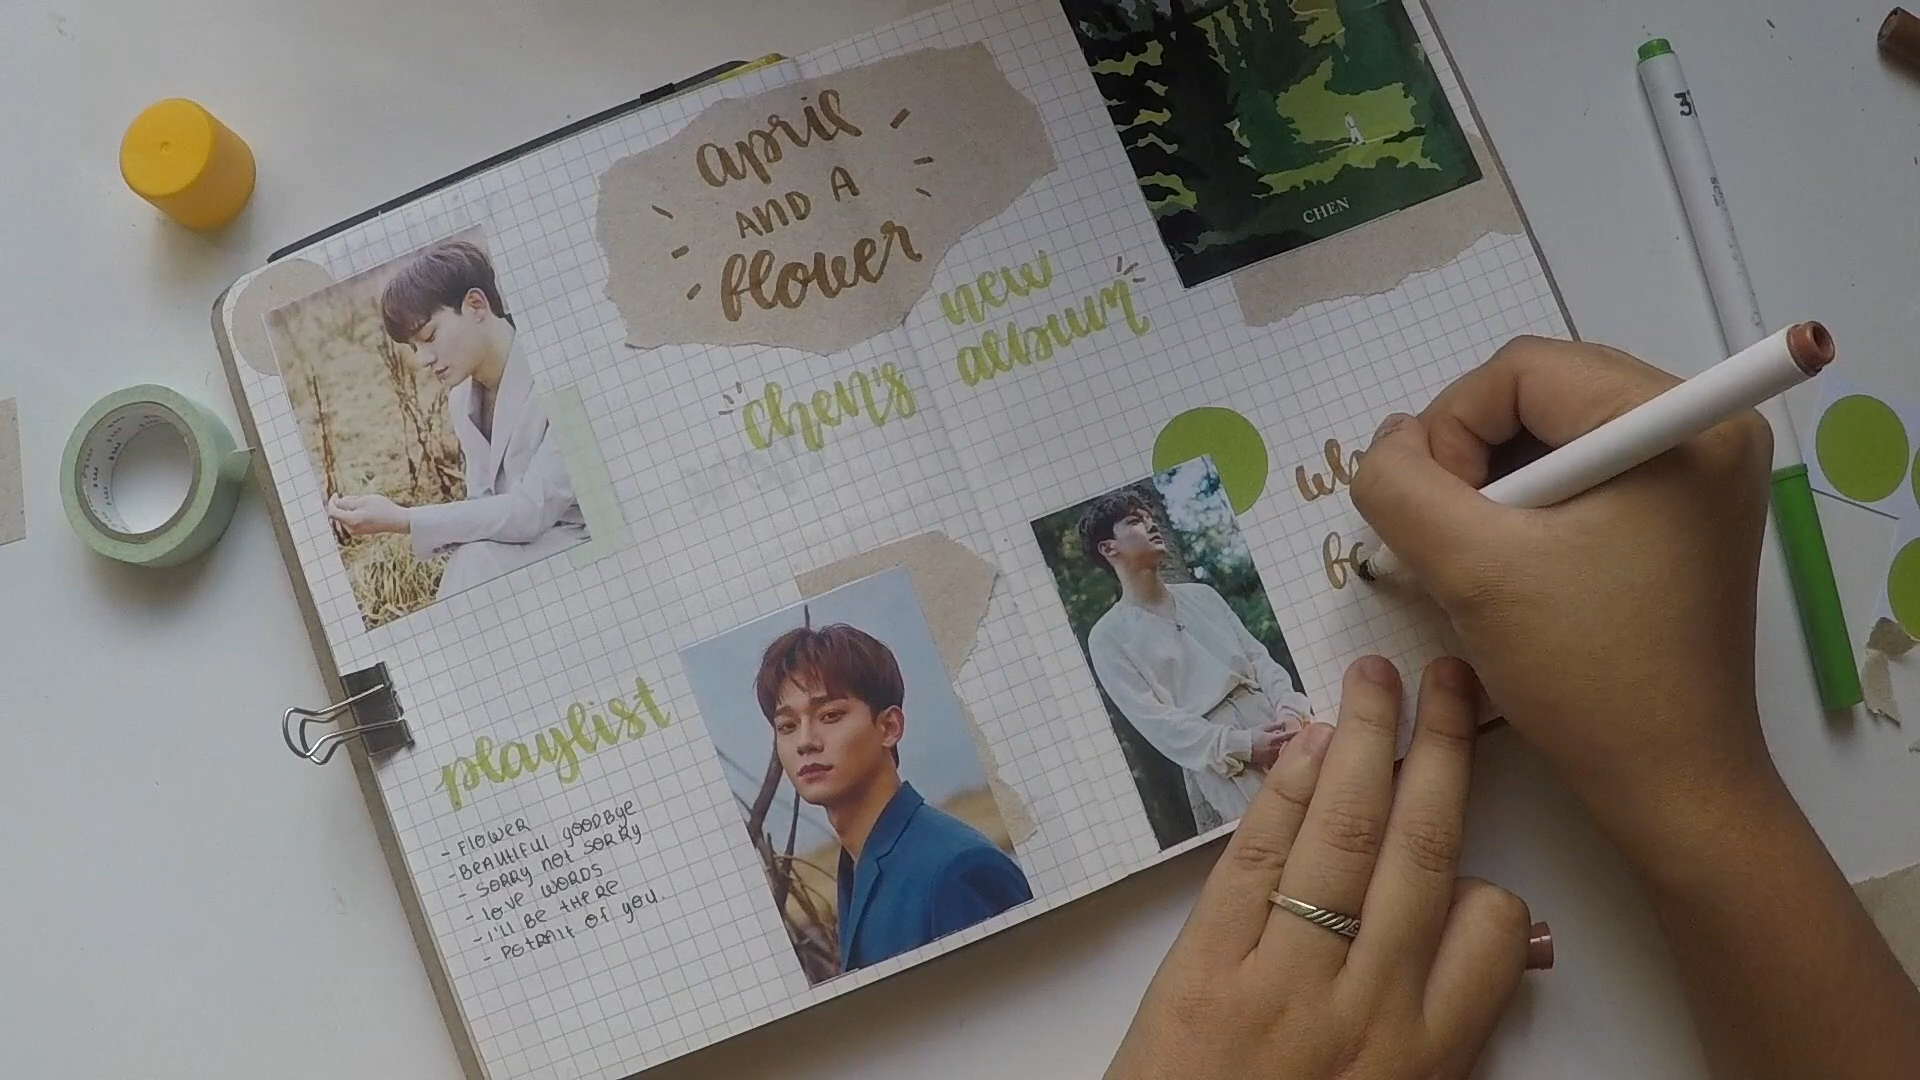 april
AND A
flower
CHEN
new
album
chen's
playlist
- FLOWER
- BEAUTIFUL GOODBYE
- SORRY NOT SORRY
- LOVE WORDS
- I'LL BE THERE
- POTRAIT OF YOU.